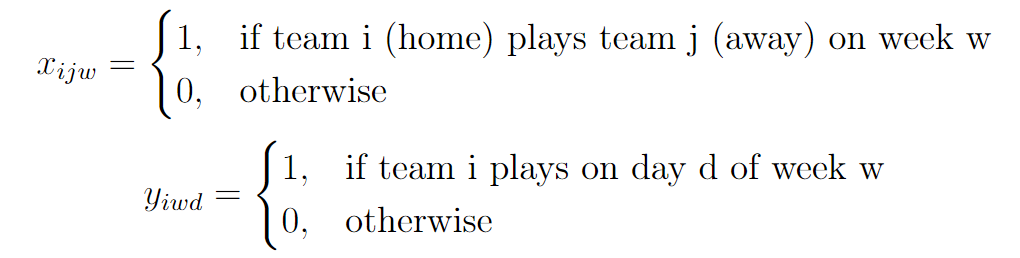 x_{ijw} = { 1, if team i (home) plays team j (away) on week w
0, otherwise
y_{iwd} = { 1, if team i plays on day d of week w
0, otherwise